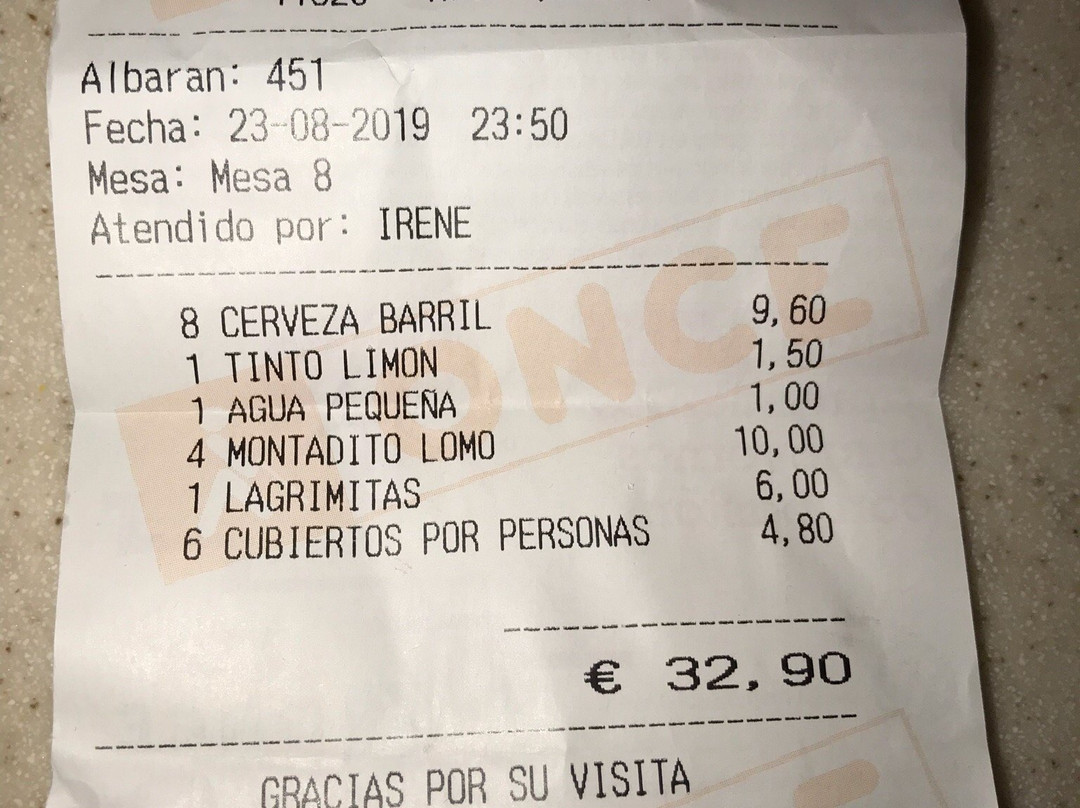 Albaran: 451
Fecha: 23-08-2019 23:50
Mesa: Mesa 8
Atendido por: IRENE
8 CERVEZA BARRIL 9,60
1 TINTO LIMON 1,50
1 AGUA PEQUEÑA 1,00
4 MONTADITO LOMO 10,00
1 LAGRIMITAS 6,00
6 CUBIERTOS POR PERSONAS 4,80
€ 32,90
GRACIAS POR SU VISITA
ONCE